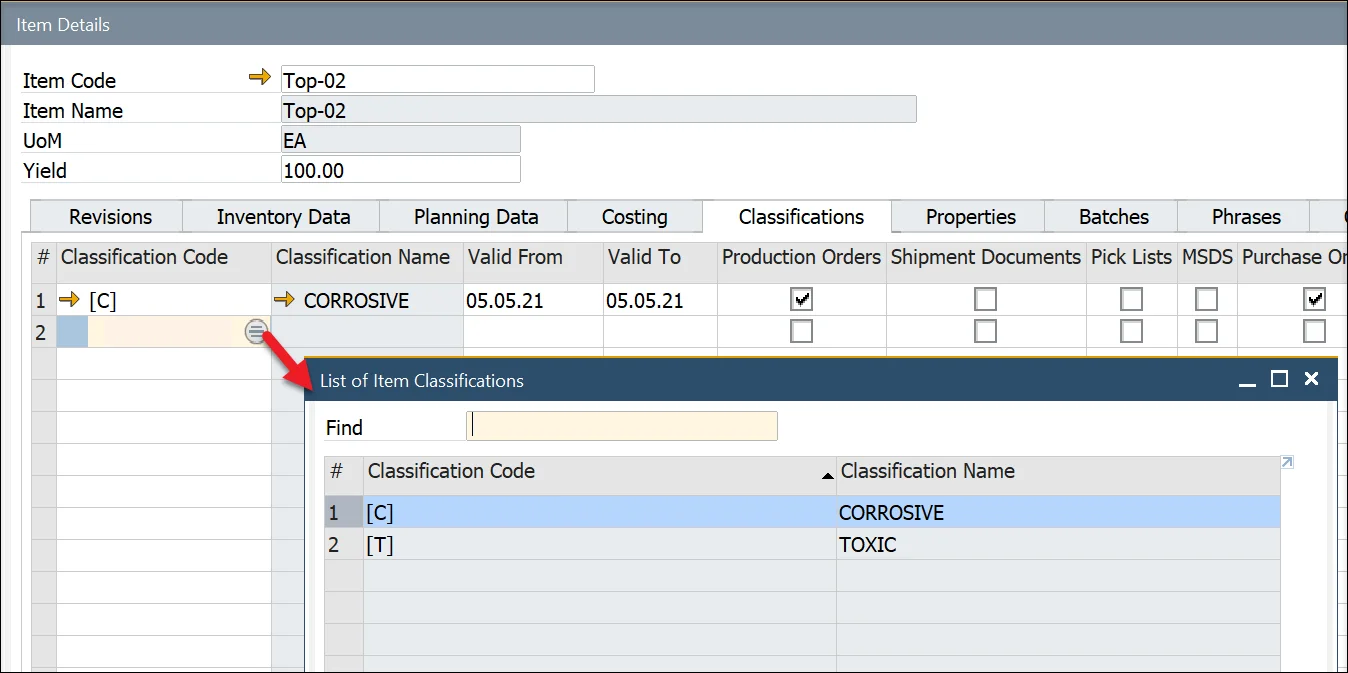 Item Details
Item Code Top-02
Item Name Top-02
UoM EA
Yield 100.00
Revisions Inventory Data Planning Data Costing Classifications Properties Batches Phrases
# Classification Code Classification Name Valid From Valid To Production Orders Shipment Documents Pick Lists MSDS Purchase Or
1 [C] CORROSIVE 05.05.21 05.05.21
2
List of Item Classifications
Find
# Classification Code Classification Name
1 [C] CORROSIVE
2 [T] TOXIC